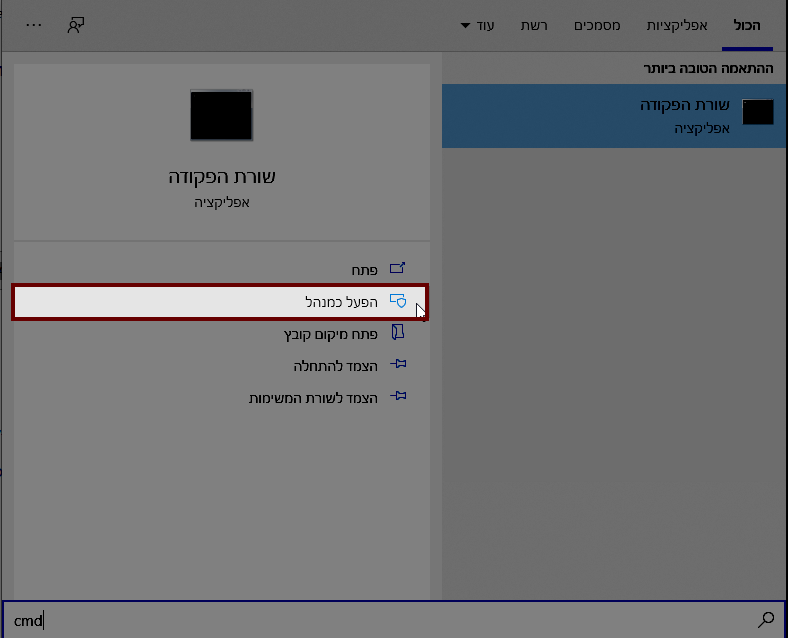 הכול אפליקציות מסמכים רשת עוד
ההתאמה הטובה ביותר
שורת הפקודה
אפליקציה
שורת הפקודה
אפליקציה
פתח
הפעל כמנהל
פתח מיקום קובץ
הצמד להתחלה
הצמד לשורת המשימות
cmd